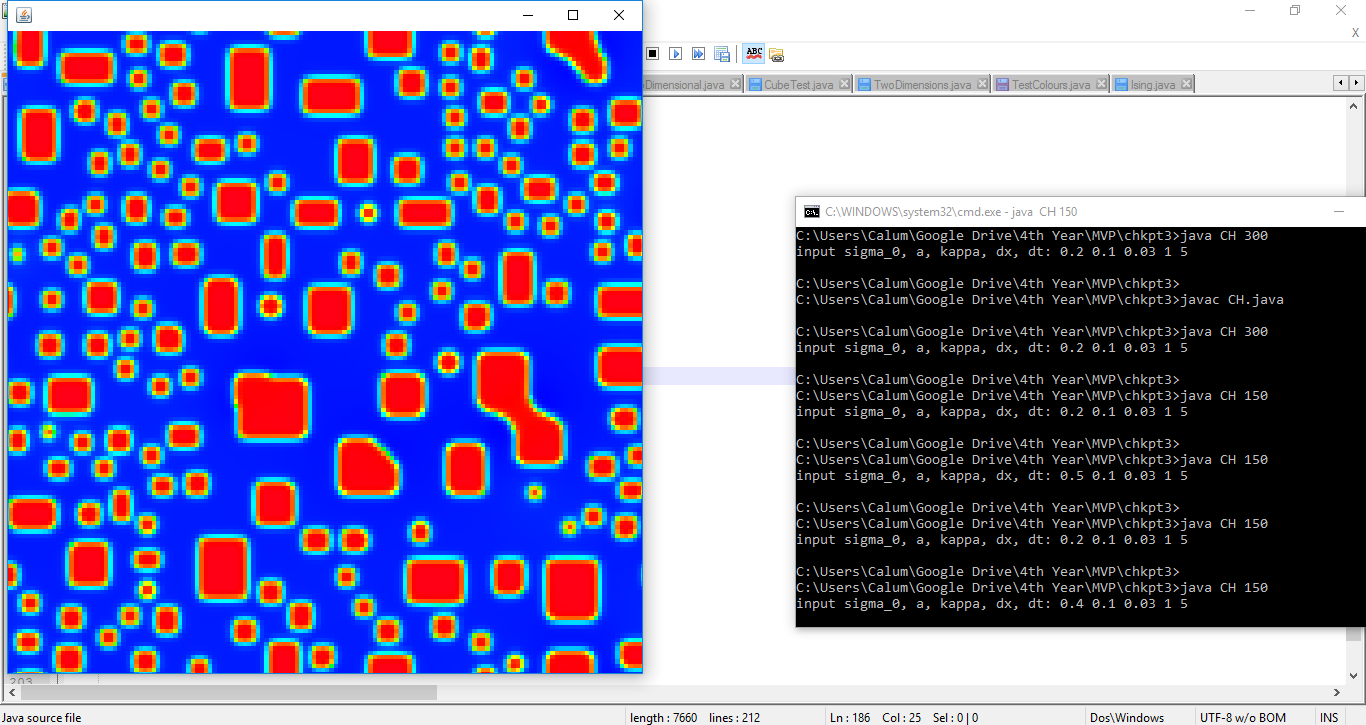 X
ABC
Dimensional.java
CubeTest.java
TwoDimensions.java
TestColours.java
Ising.java
C:\WINDOWS\system32\cmd.exe - java CH 150
C:\Users\Calum\Google Drive\4th Year\MVP\chkpt3>java CH 300
input sigma_0, a, kappa, dx, dt: 0.2 0.1 0.03 1 5
C:\Users\Calum\Google Drive\4th Year\MVP\chkpt3>
C:\Users\Calum\Google Drive\4th Year\MVP\chkpt3>javac CH.java
C:\Users\Calum\Google Drive\4th Year\MVP\chkpt3>java CH 300
input sigma_0, a, kappa, dx, dt: 0.2 0.1 0.03 1 5
C:\Users\Calum\Google Drive\4th Year\MVP\chkpt3>
C:\Users\Calum\Google Drive\4th Year\MVP\chkpt3>java CH 150
input sigma_0, a, kappa, dx, dt: 0.2 0.1 0.03 1 5
C:\Users\Calum\Google Drive\4th Year\MVP\chkpt3>
C:\Users\Calum\Google Drive\4th Year\MVP\chkpt3>java CH 150
input sigma_0, a, kappa, dx, dt: 0.5 0.1 0.03 1 5
C:\Users\Calum\Google Drive\4th Year\MVP\chkpt3>
C:\Users\Calum\Google Drive\4th Year\MVP\chkpt3>java CH 150
input sigma_0, a, kappa, dx, dt: 0.2 0.1 0.03 1 5
C:\Users\Calum\Google Drive\4th Year\MVP\chkpt3>
C:\Users\Calum\Google Drive\4th Year\MVP\chkpt3>java CH 150
input sigma_0, a, kappa, dx, dt: 0.4 0.1 0.03 1 5
203
Java source file
length : 7660 lines : 212
Ln : 186 Col : 25 Sel : 0 | 0
Dos\Windows
UTF-8 w/o BOM
INS